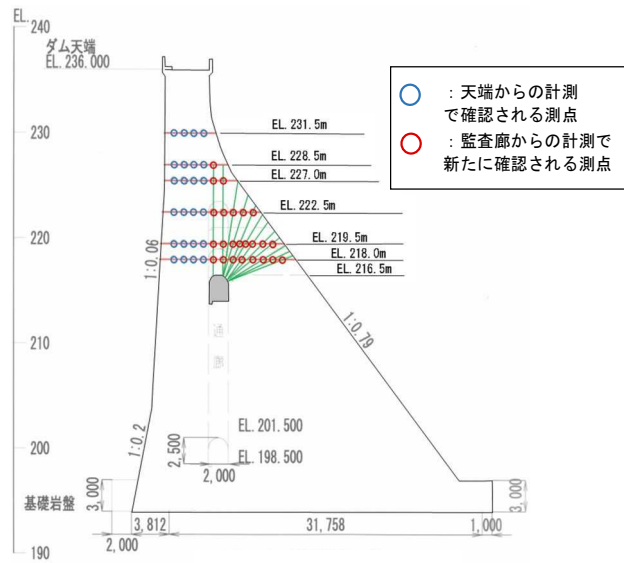 EL.
240
ダム天端
EL.236.000
230
220
210
200
190
：天端からの計測
で確認される測点
：監査廊からの計測で
新たに確認される測点
EL. 231.5m
EL. 228.5m
EL. 227.0m
EL. 222.5m
EL. 219.5m
EL. 218.0m
EL. 216.5m
1:0.06
1:0.79
1:0.2
EL.201.500
EL.198.500
2,500
2,000
基礎岩盤
3,000
3,000
3,812
31,758
1,000
2,000